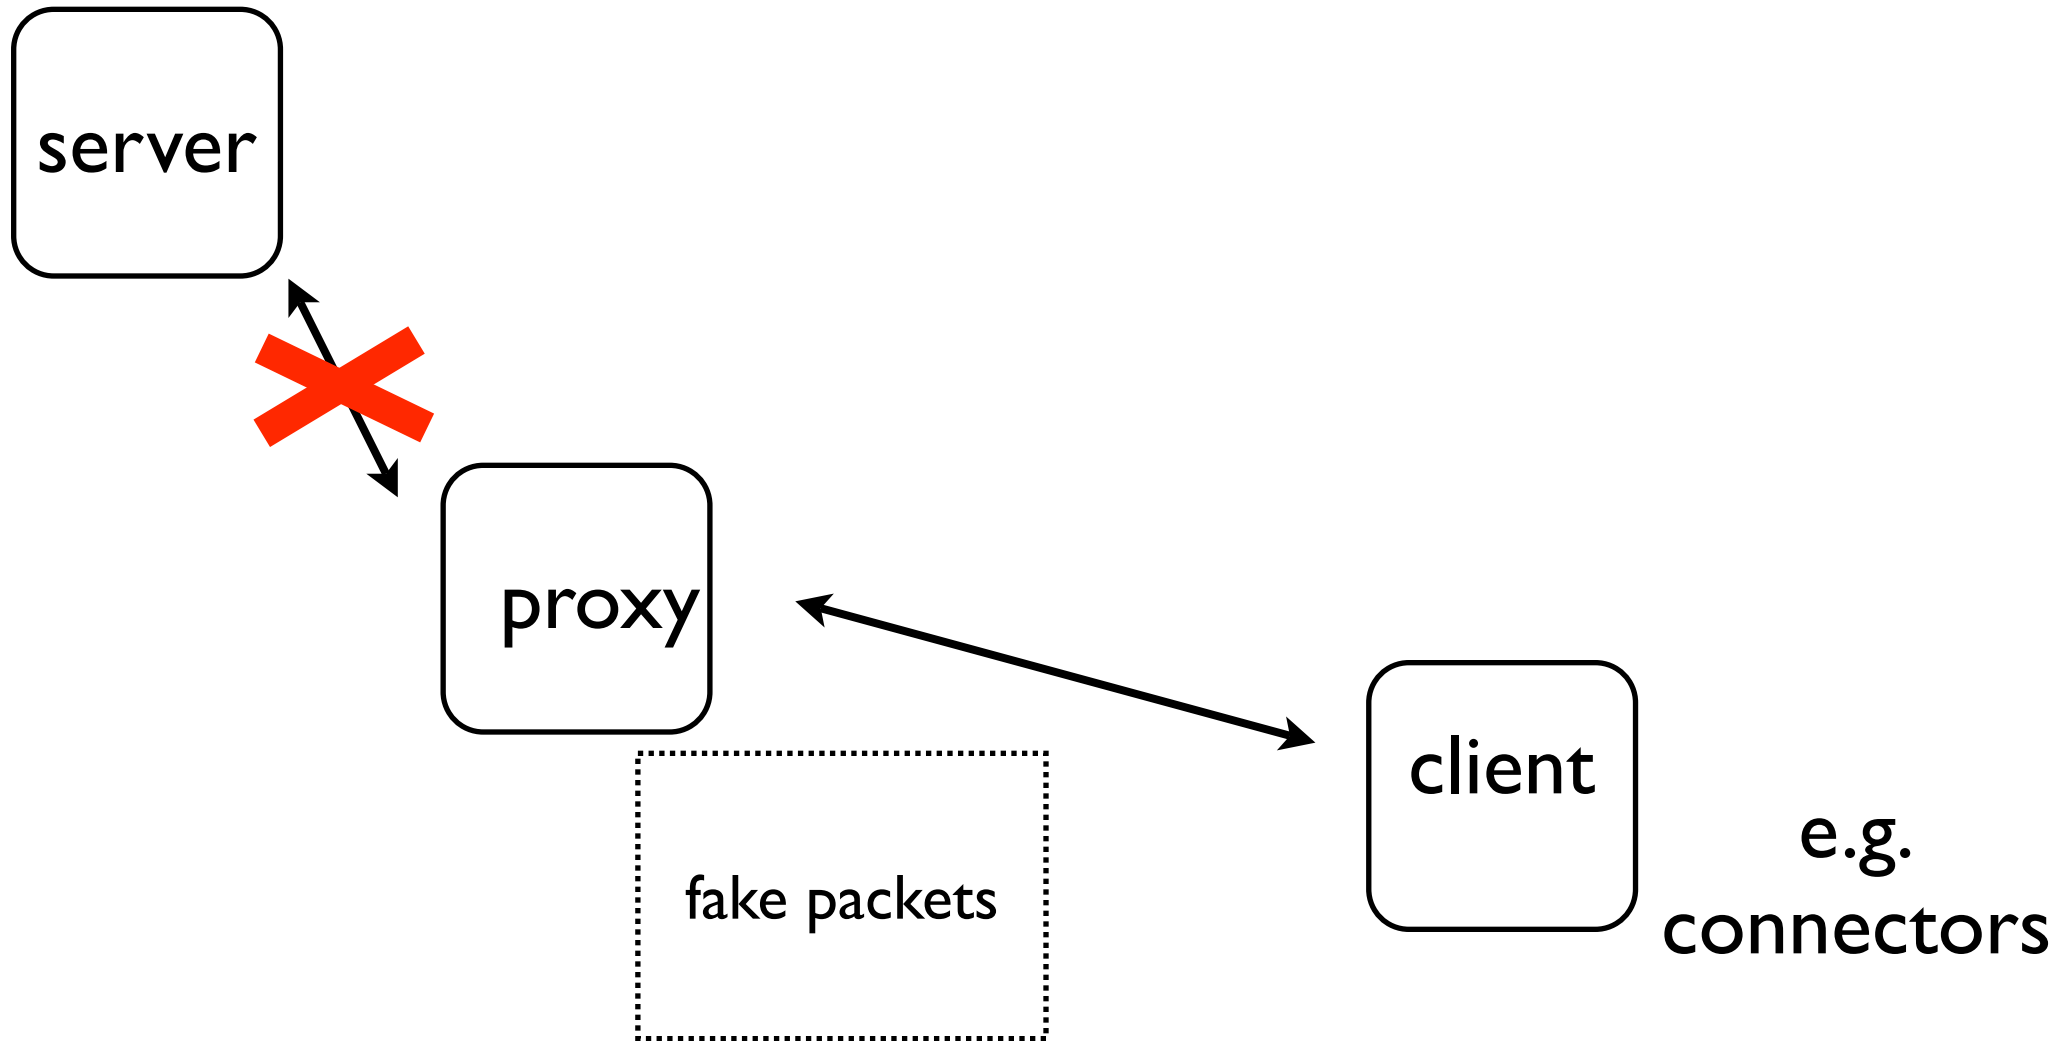 server
proxy
client
e.g.
connectors
fake packets